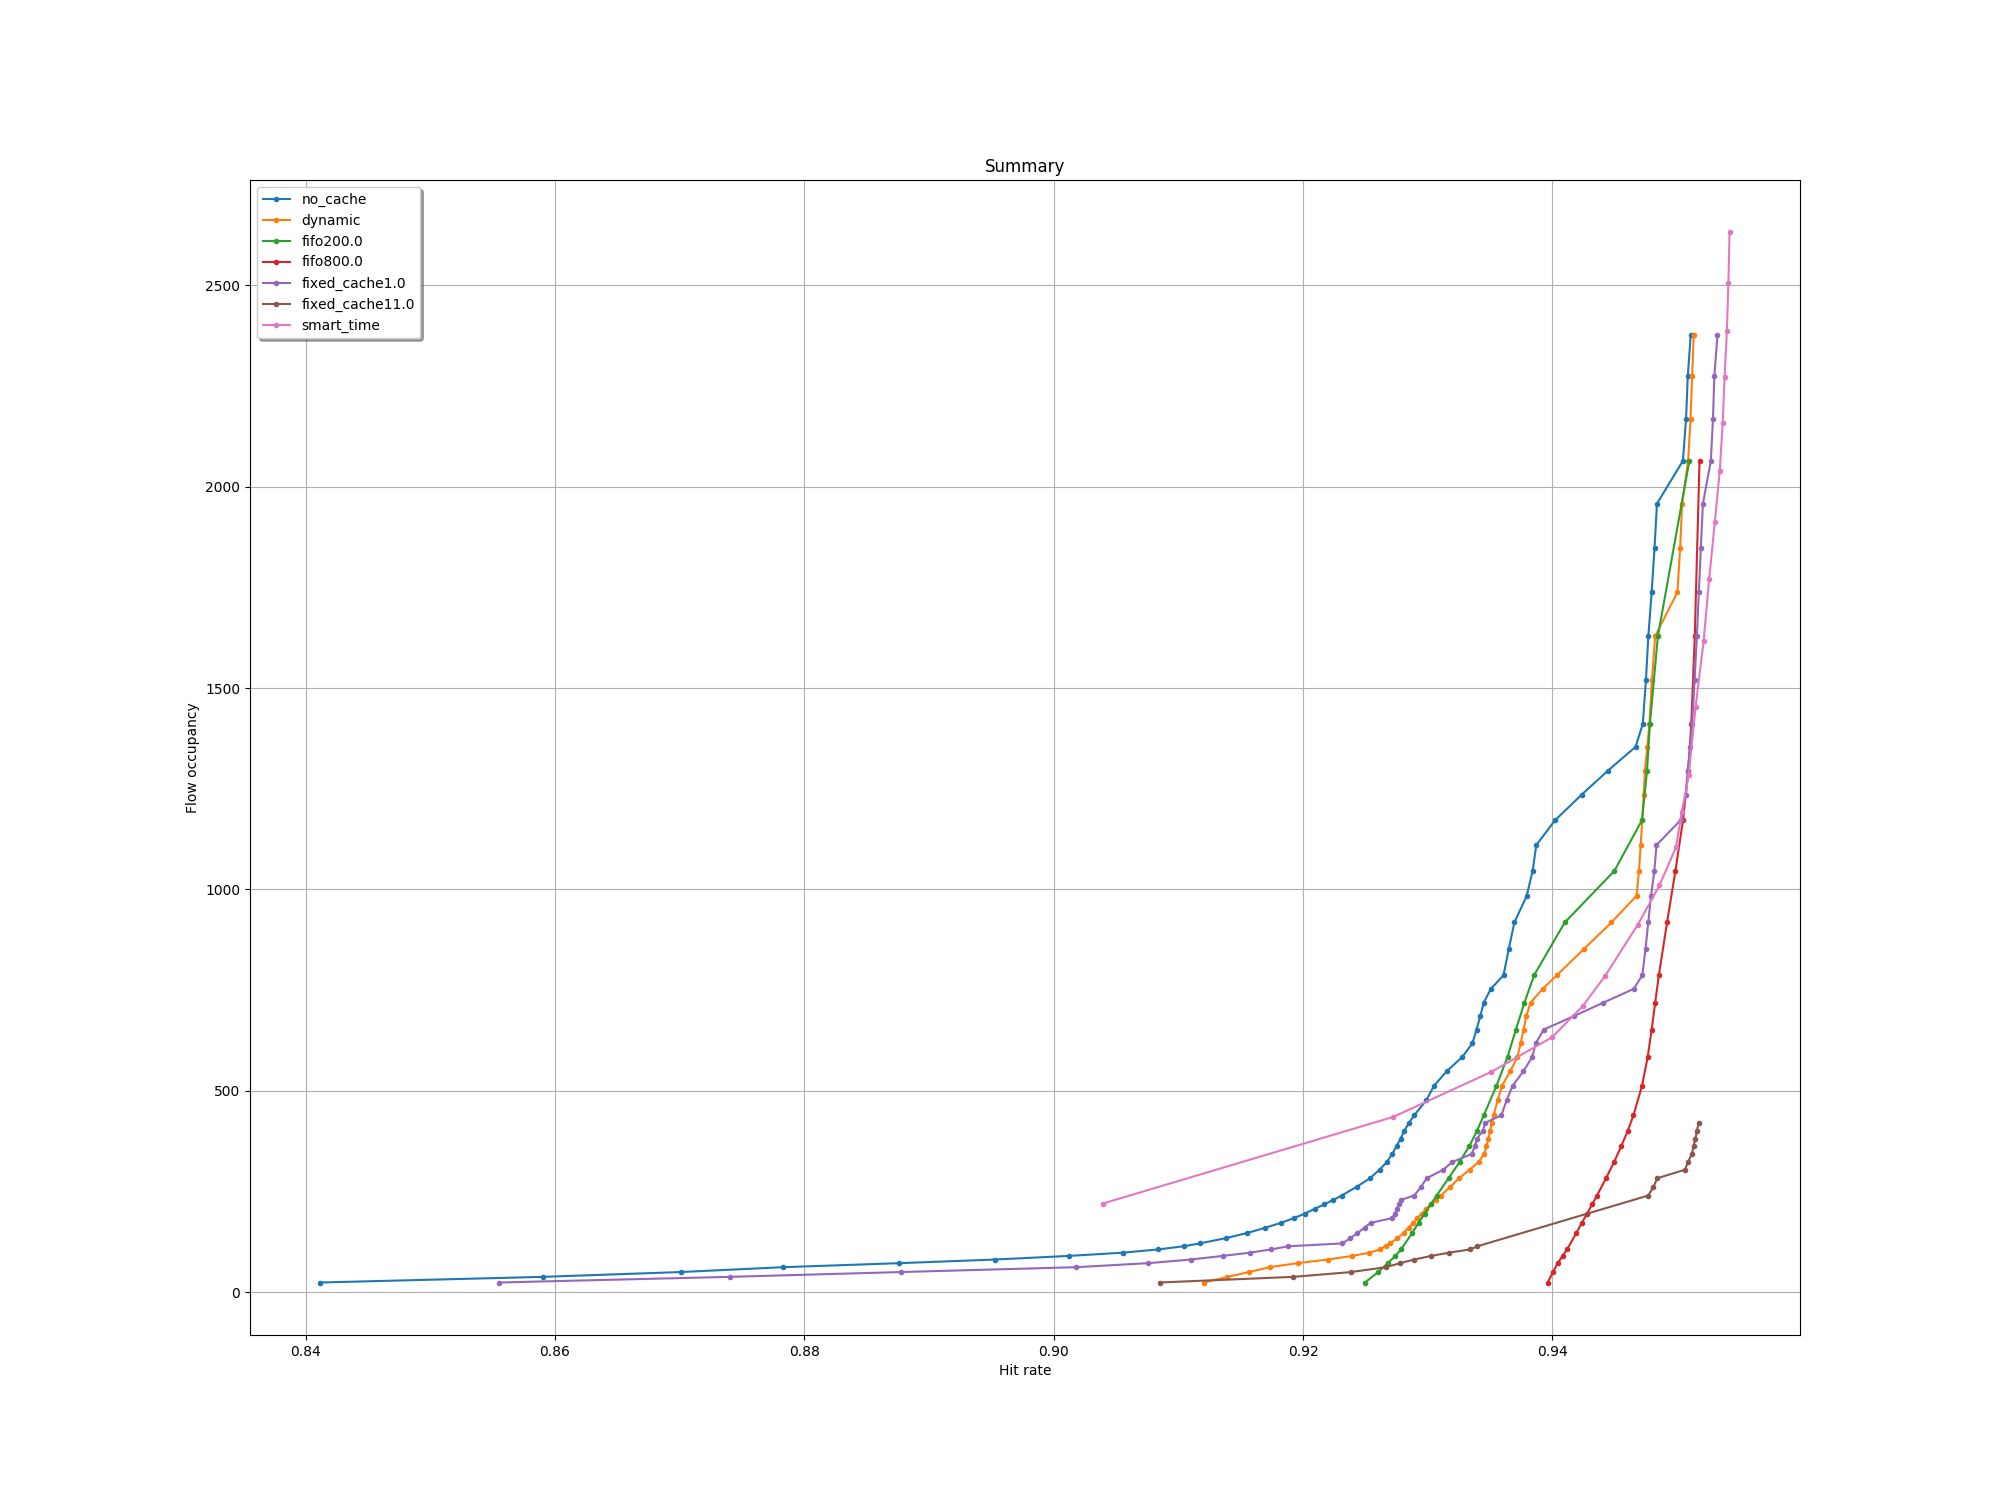 Summary
no_cache
dynamic
fifo200.0
fifo800.0
fixed_cache1.0
fixed_cache11.0
smart_time
2500
2000
1500
1000
500
0
Flow occupancy
0.84 0.86 0.88 0.90 0.92 0.94
Hit rate